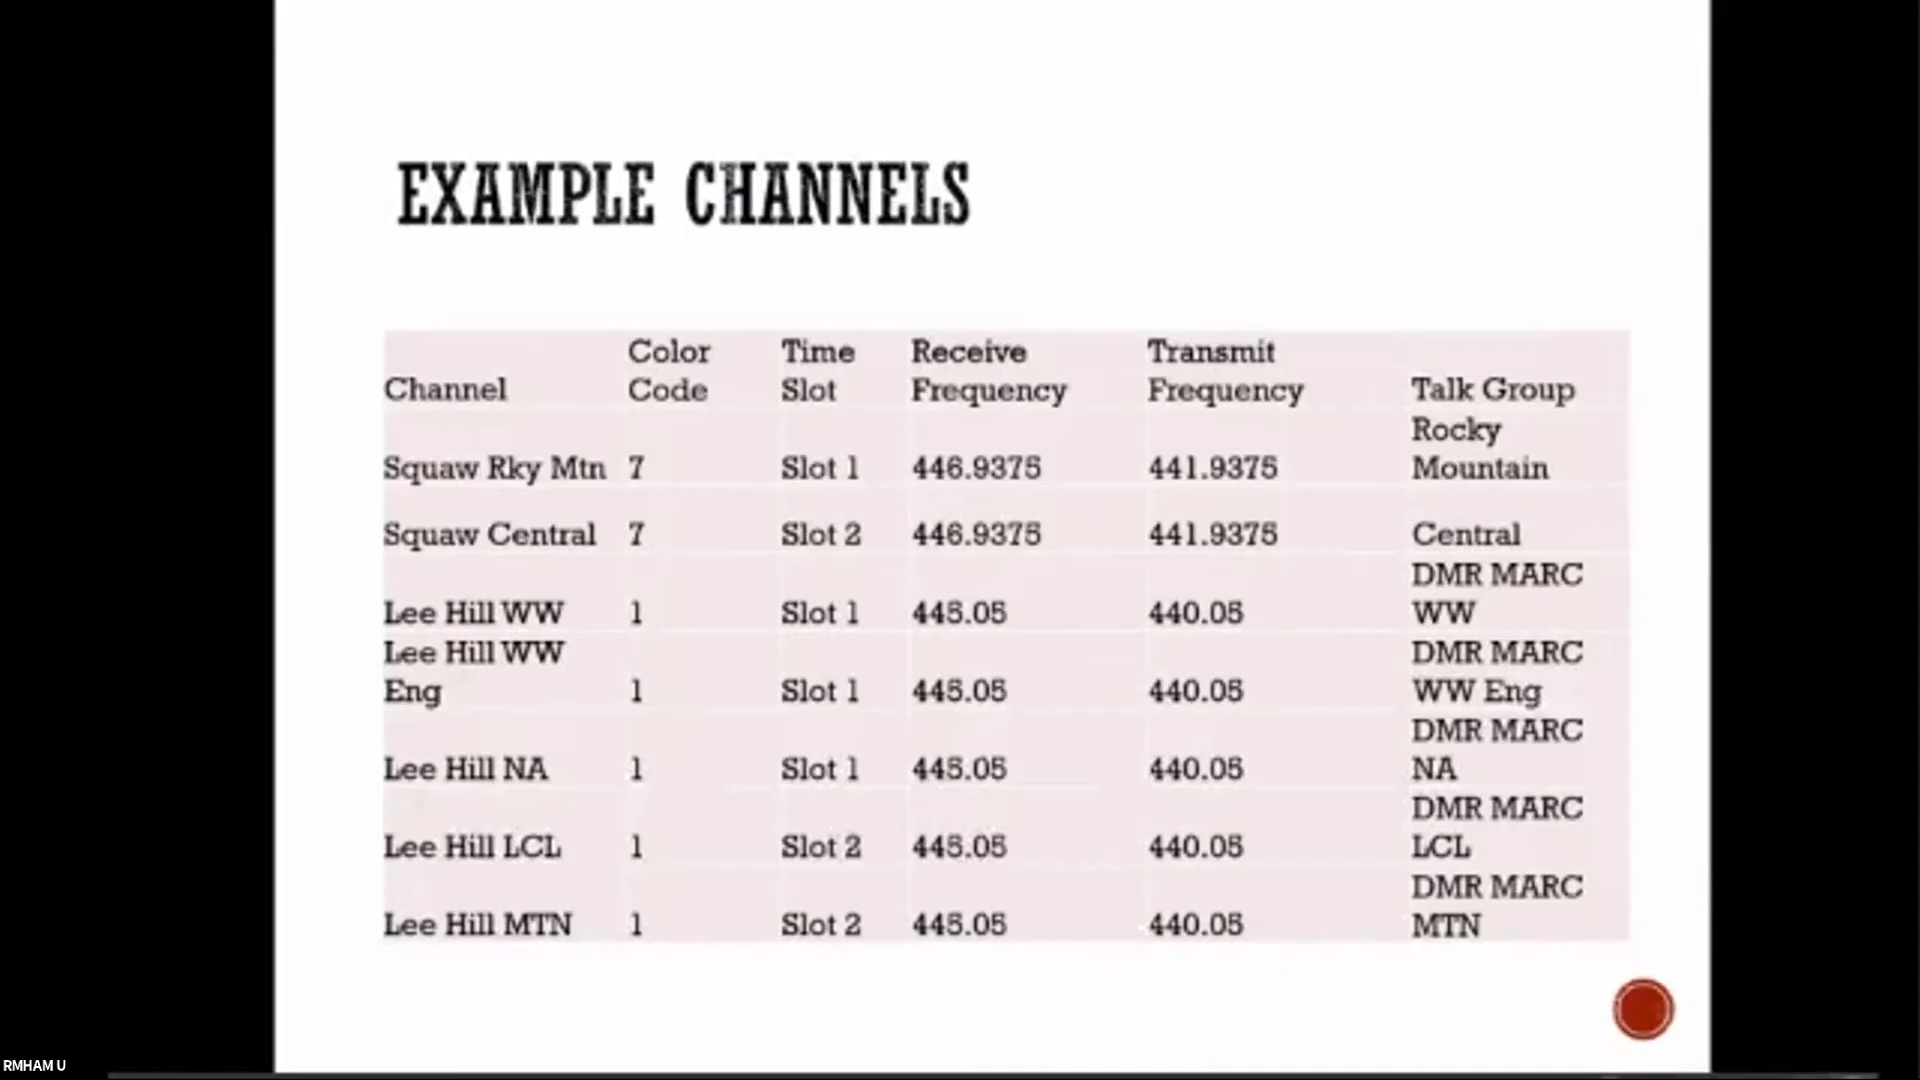 EXAMPLE CHANNELS
Channel Color Code Time Slot Receive Frequency Transmit Frequency Talk Group
Squaw Rky Mtn 7 Slot 1 446.9375 441.9375 Rocky Mountain
Squaw Central 7 Slot 2 446.9375 441.9375 Central
Lee Hill WW 1 Slot 1 445.05 440.05 DMR MARC WW
Lee Hill WW Eng 1 Slot 1 445.05 440.05 DMR MARC WW Eng
Lee Hill NA 1 Slot 1 445.05 440.05 DMR MARC NA
Lee Hill LCL 1 Slot 2 445.05 440.05 DMR MARC LCL
Lee Hill MTN 1 Slot 2 445.05 440.05 DMR MARC MTN
RMHAM U